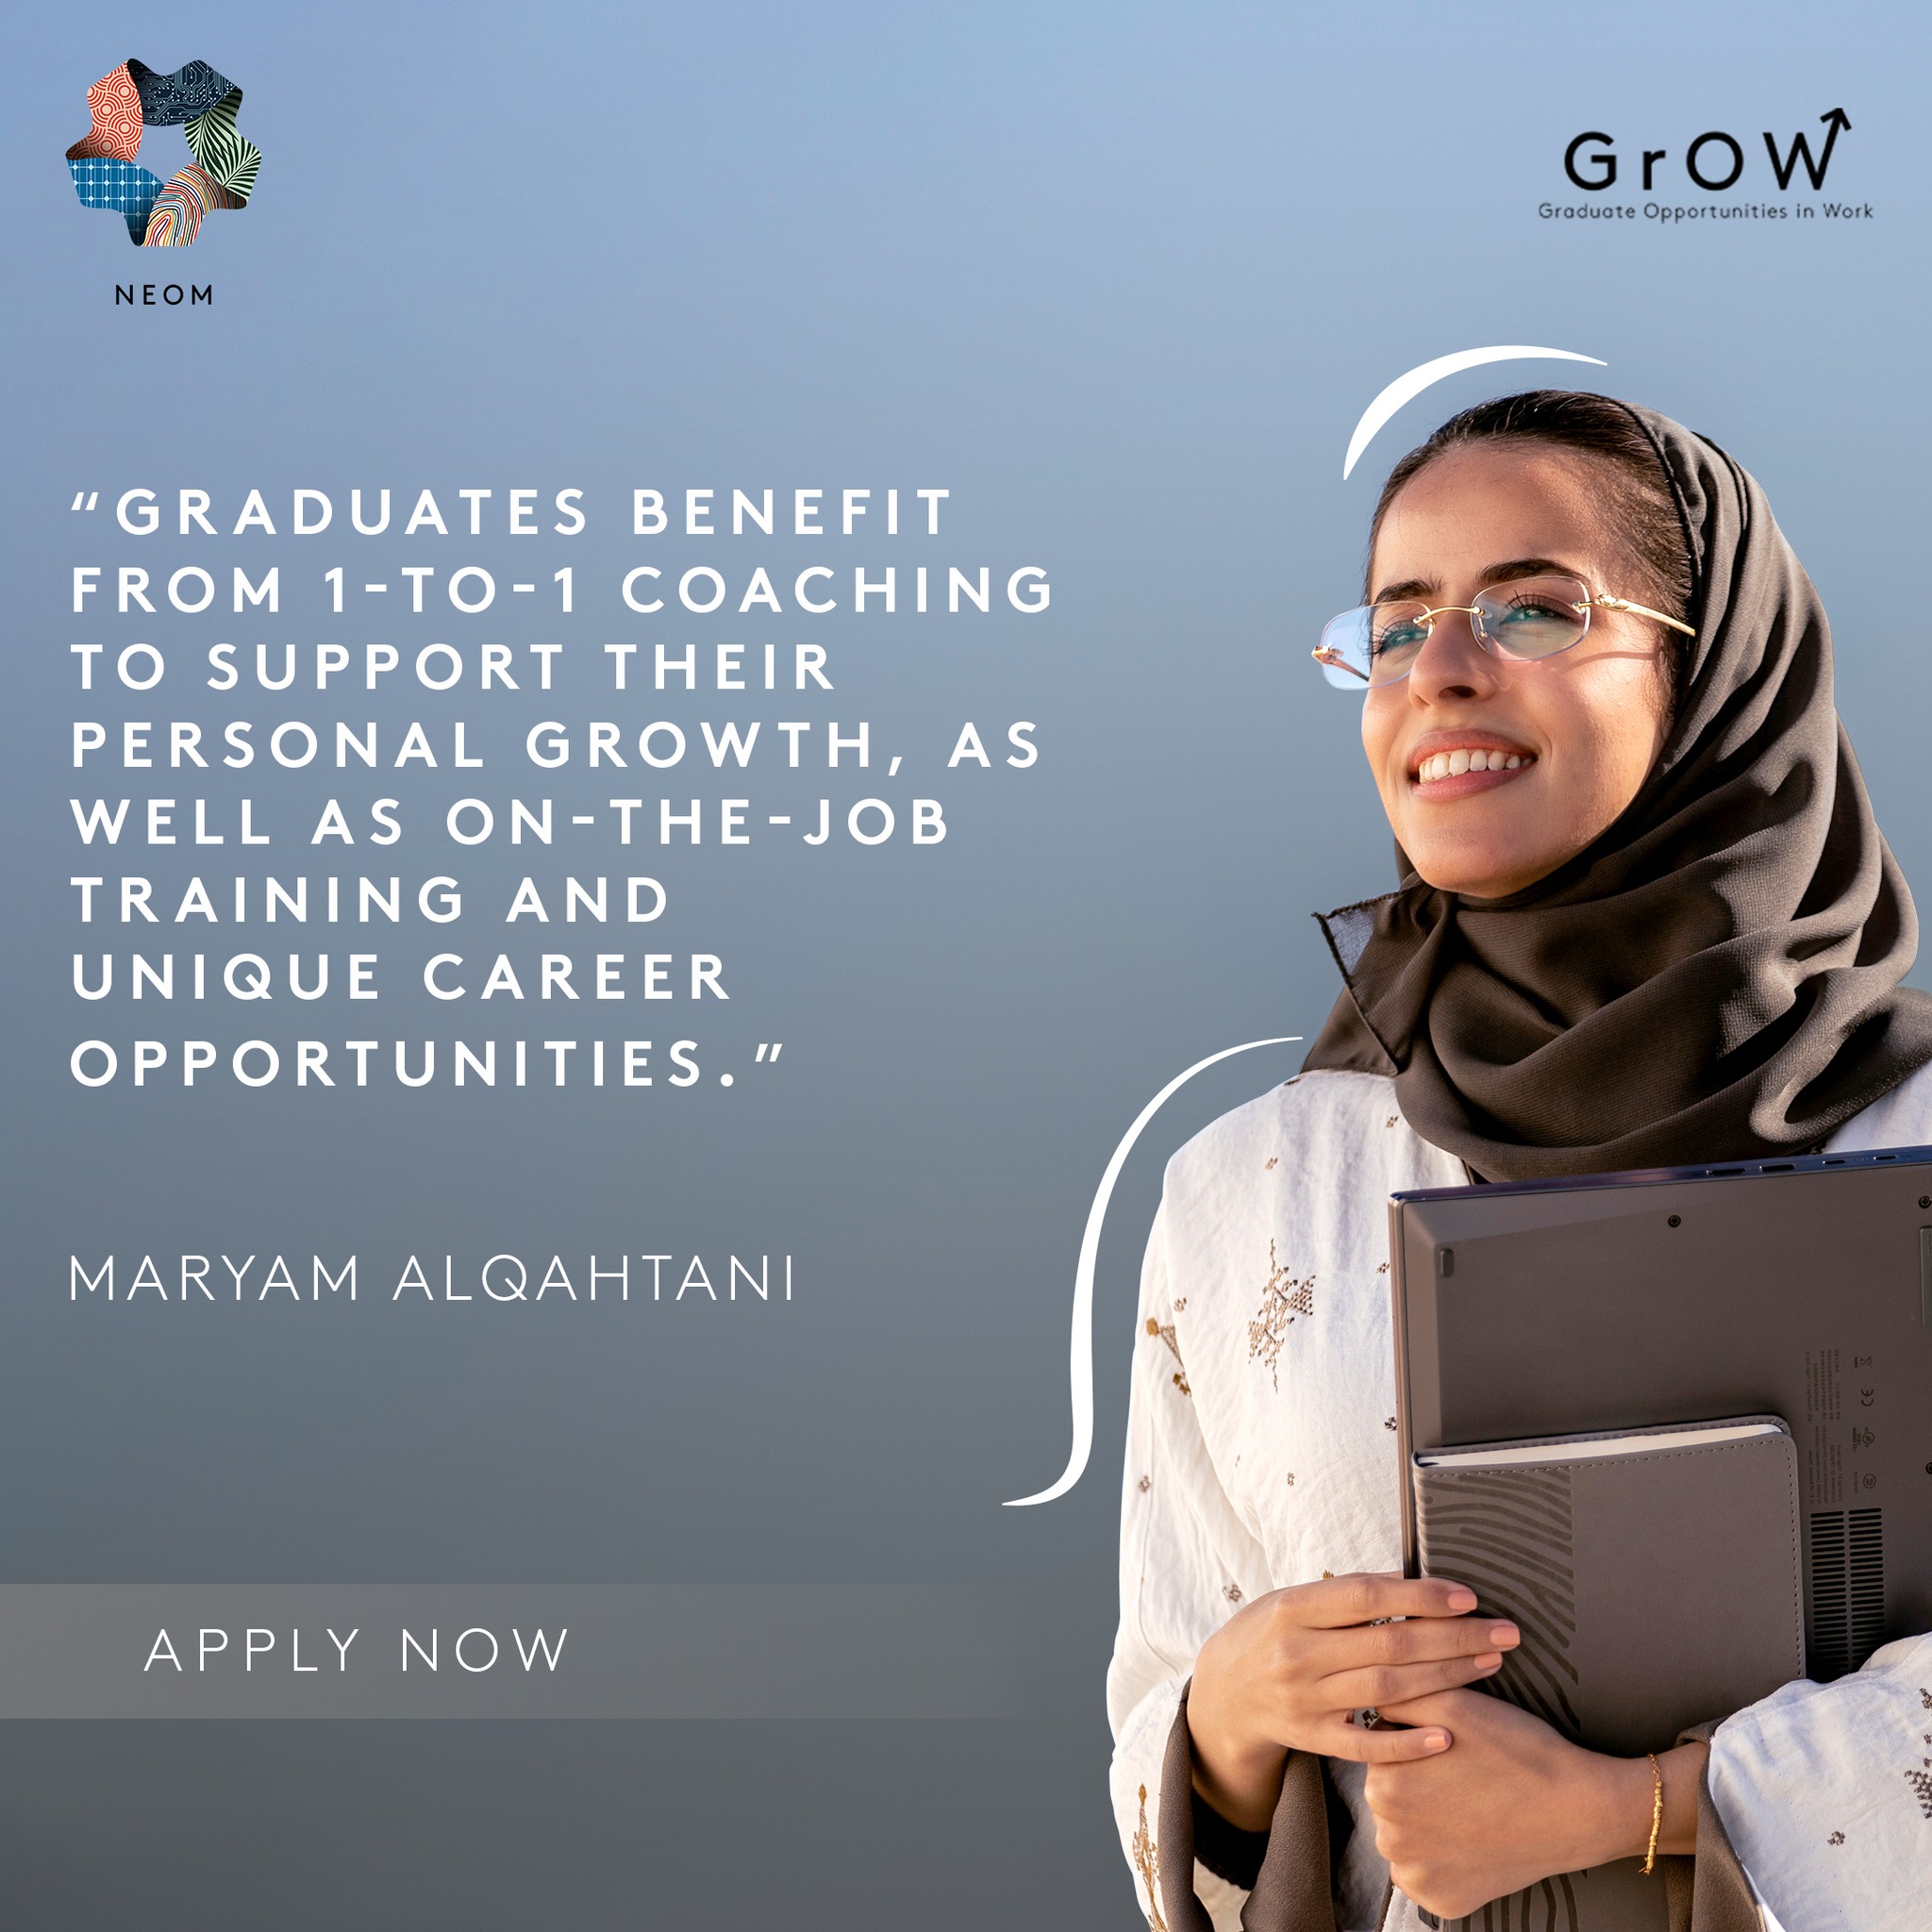 NEOM
GrOW
Graduate Opportunities in Work
“GRADUATES BENEFIT
FROM 1-TO-1 COACHING
TO SUPPORT THEIR
PERSONAL GROWTH, AS
WELL AS ON-THE-JOB
TRAINING AND
UNIQUE CAREER
OPPORTUNITIES.”
MARYAM ALQAHTANI
APPLY NOW